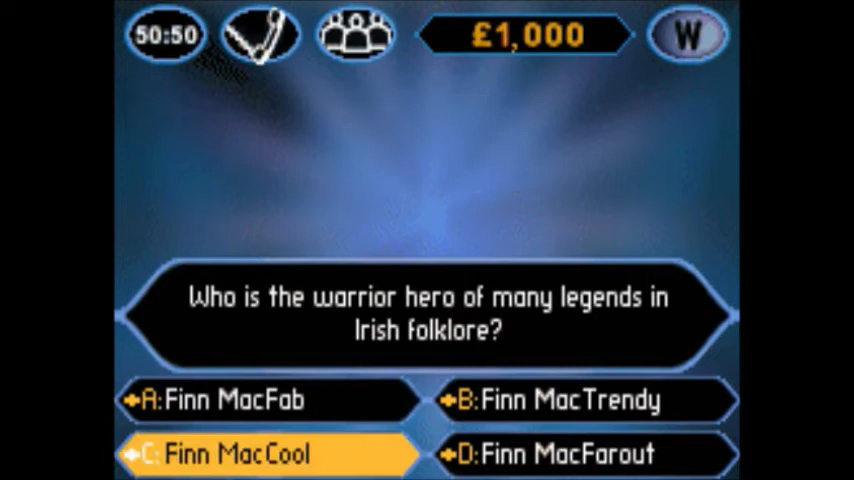 50:50 £1,000 W
Who is the warrior hero of many legends in
Irish folklore?
A: Finn MacFab B: Finn MacTrendy
C: Finn MacCool D: Finn MacFarout